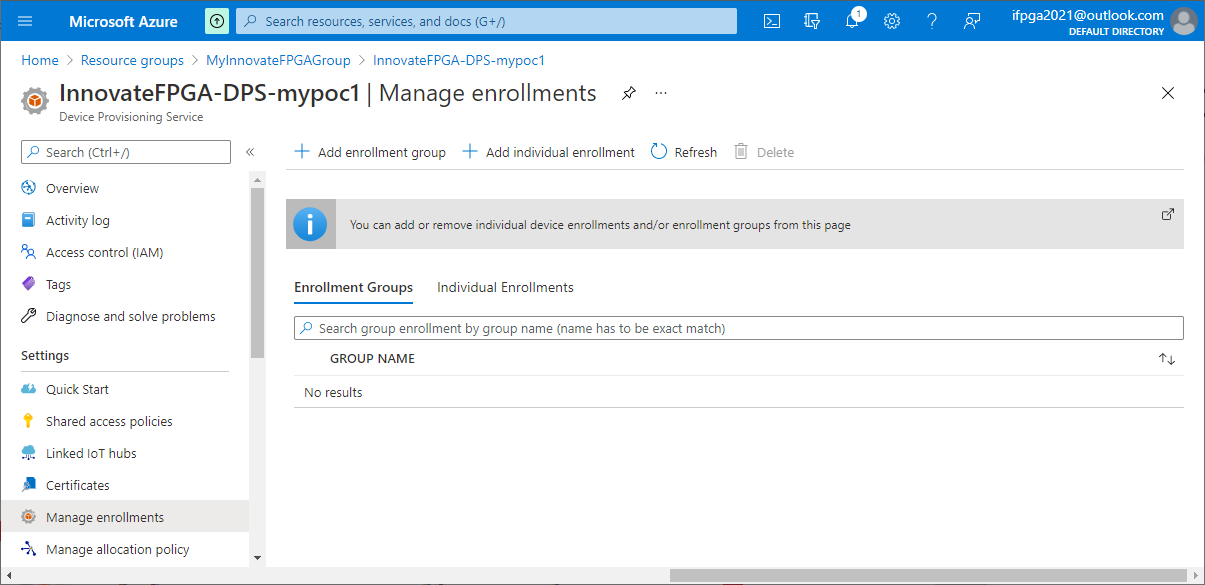 Microsoft Azure
Search resources, services, and docs (G+/)
1
ifpga2021@outlook.com
DEFAULT DIRECTORY
Home > Resource groups > MyInnovateFPGAGroup > InnovateFPGA-DPS-mypoc1
InnovateFPGA-DPS-mypoc1 | Manage enrollments ...
Device Provisioning Service
Search (Ctrl+/)
«
Add enrollment group
Add individual enrollment
Refresh
Delete
Overview
Activity log
Access control (IAM)
Tags
Diagnose and solve problems
Settings
Quick Start
Shared access policies
Linked IoT hubs
Certificates
Manage enrollments
Manage allocation policy
You can add or remove individual device enrollments and/or enrollment groups from this page
Enrollment Groups
Individual Enrollments
Search group enrollment by group name (name has to be exact match)
GROUP NAME
No results